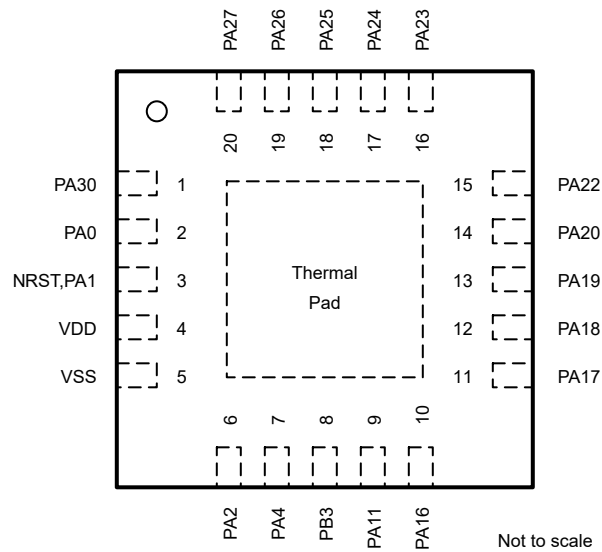 PA27 PA26 PA25 PA24 PA23
20 19 18 17 16
PA30 1 15 PA22
PA0 2 14 PA20
NRST,PA1 3 13 PA19
VDD 4 12 PA18
VSS 5 11 PA17
Thermal
Pad
6 7 8 9 10
PA2 PA4 PB3 PA11 PA16
Not to scale